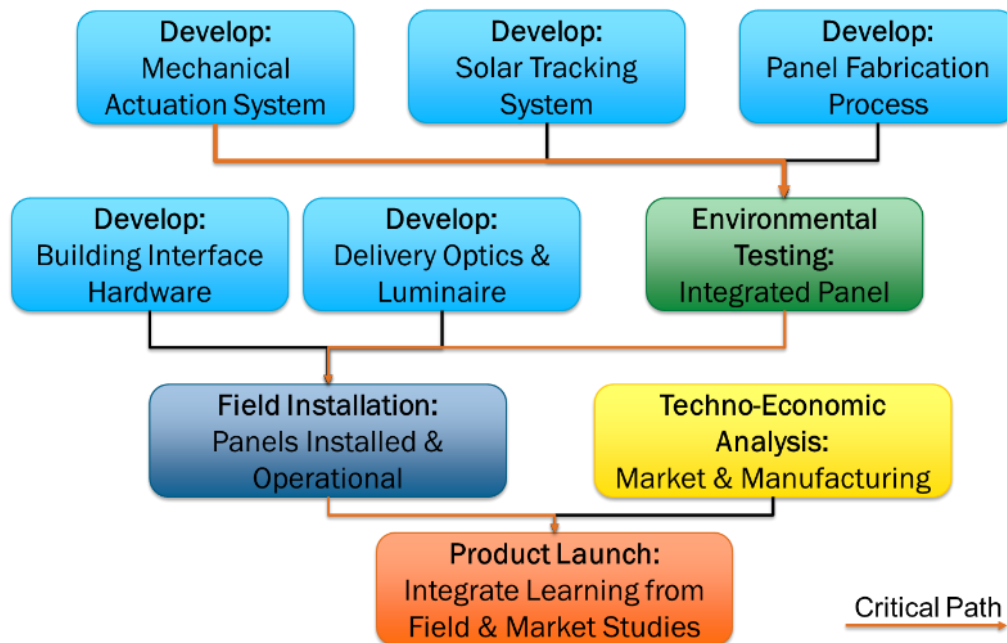 Develop:
Mechanical
Actuation System
Develop:
Solar Tracking
System
Develop:
Panel Fabrication
Process
Develop:
Building Interface
Hardware
Develop:
Delivery Optics &
Luminaire
Environmental
Testing:
Integrated Panel
Field Installation:
Panels Installed &
Operational
Techno-Economic
Analysis:
Market & Manufacturing
Product Launch:
Integrate Learning from
Field & Market Studies
Critical Path